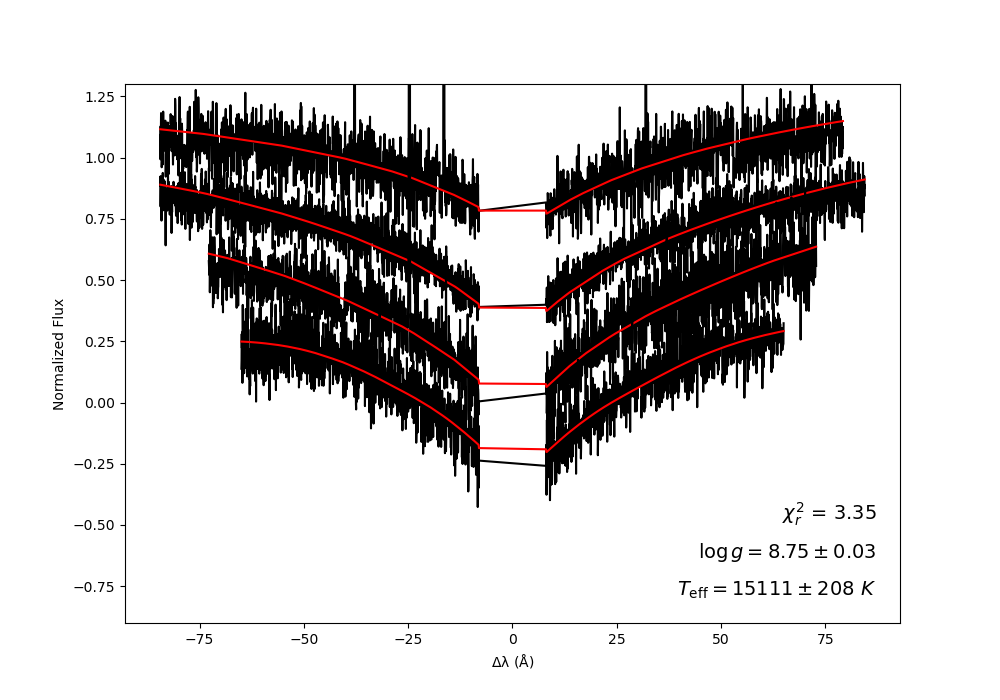 1.25
1.00
0.75
0.50
0.25
0.00
−0.25
−0.50
−0.75
Normalized Flux
χ²ᵣ = 3.35
log g = 8.75 ± 0.03
T_eff = 15111 ± 208 K
−75 −50 −25 0 25 50 75
Δλ (Å)